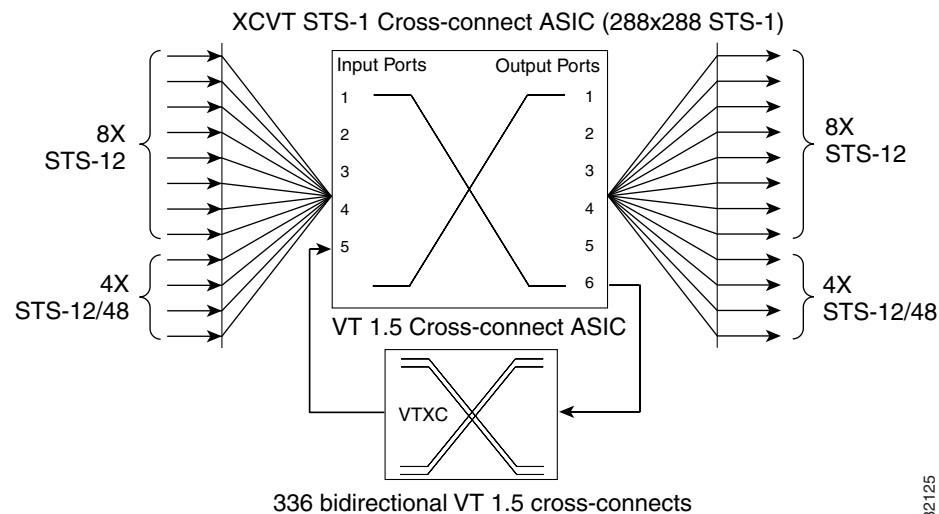 XCVT STS-1 Cross-connect ASIC (288x288 STS-1)
Input Ports
Output Ports
1
2
3
4
5
1
2
3
4
5
6
8X
STS-12
4X
STS-12/48
8X
STS-12
4X
STS-12/48
VT 1.5 Cross-connect ASIC
VTXC
336 bidirectional VT 1.5 cross-connects